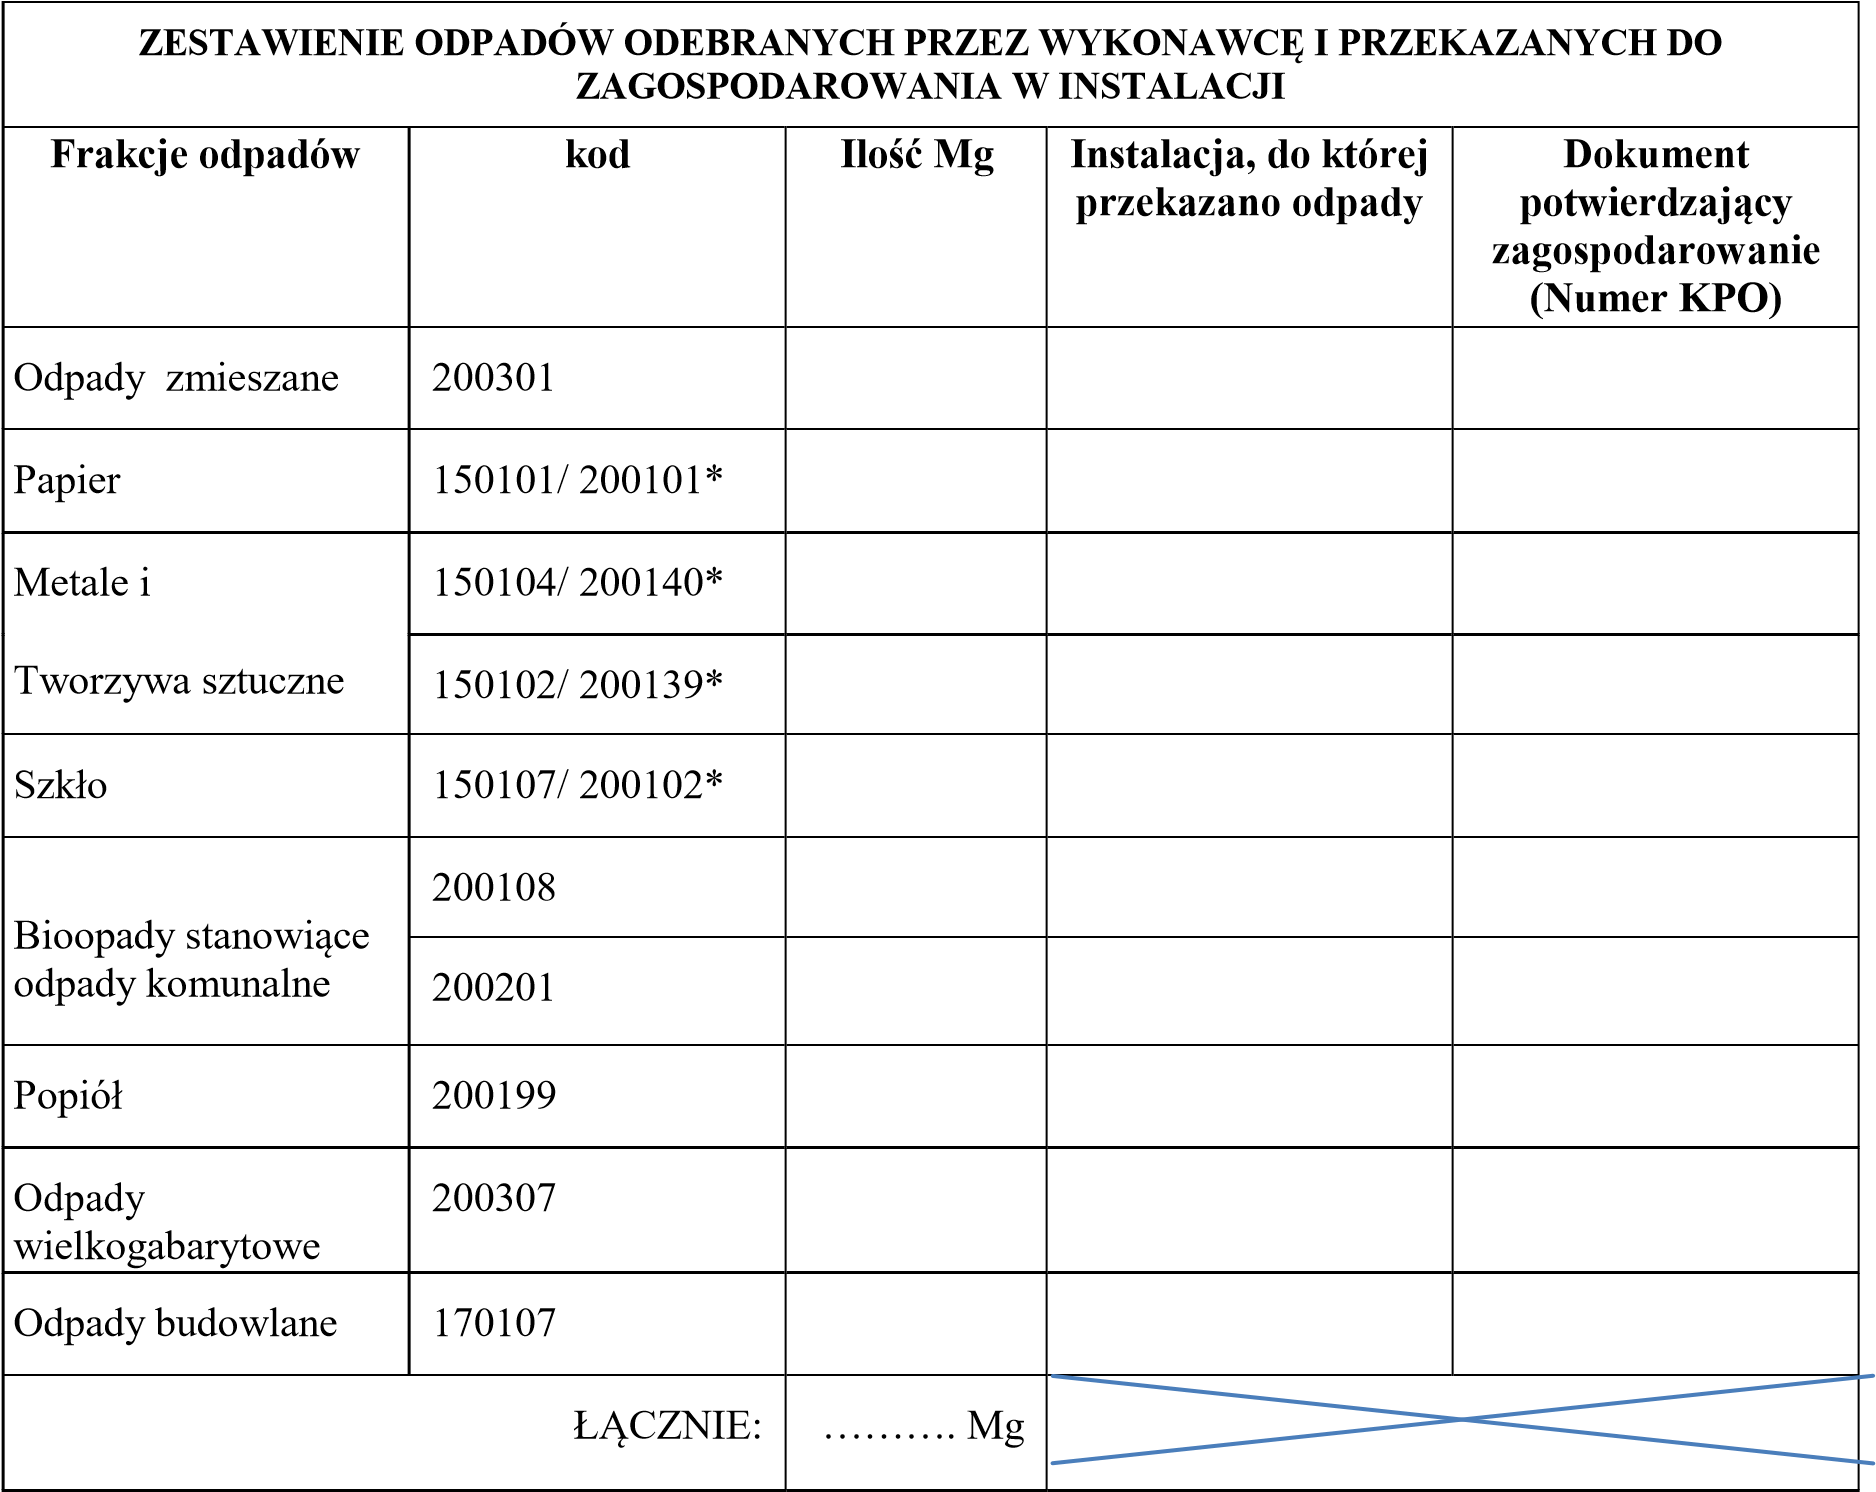 ZESTAWIENIE ODPADÓW ODEBRANYCH PRZEZ WYKONAWCĘ I PRZEKAZANYCH DO
ZAGOSPODAROWANIA W INSTALACJI
Frakcje odpadów
kod
Ilość Mg
Instalacja, do której
przekazano odpady
Dokument
potwierdzający
zagospodarowanie
(Numer KPO)
Odpady zmieszane
200301
Papier
150101/ 200101*
Metale i
150104/ 200140*
Tworzywa sztuczne
150102/ 200139*
Szkło
150107/ 200102*
Bioopady stanowiące
odpady komunalne
200108
200201
Popiół
200199
Odpady
wielkogabarytowe
200307
Odpady budowlane
170107
ŁĄCZNIE:
………. Mg